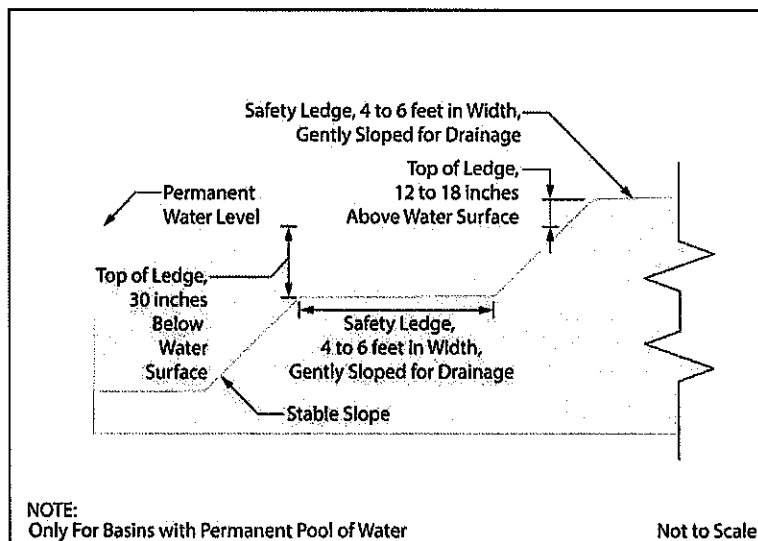 Safety Ledge, 4 to 6 feet in Width,
Gently Sloped for Drainage
Top of Ledge,
12 to 18 inches
Above Water Surface
Permanent
Water Level
Top of Ledge,
30 inches
Below
Water
Surface
Safety Ledge,
4 to 6 feet in Width,
Gently Sloped for Drainage
Stable Slope
NOTE:
Only For Basins with Permanent Pool of Water
Not to Scale